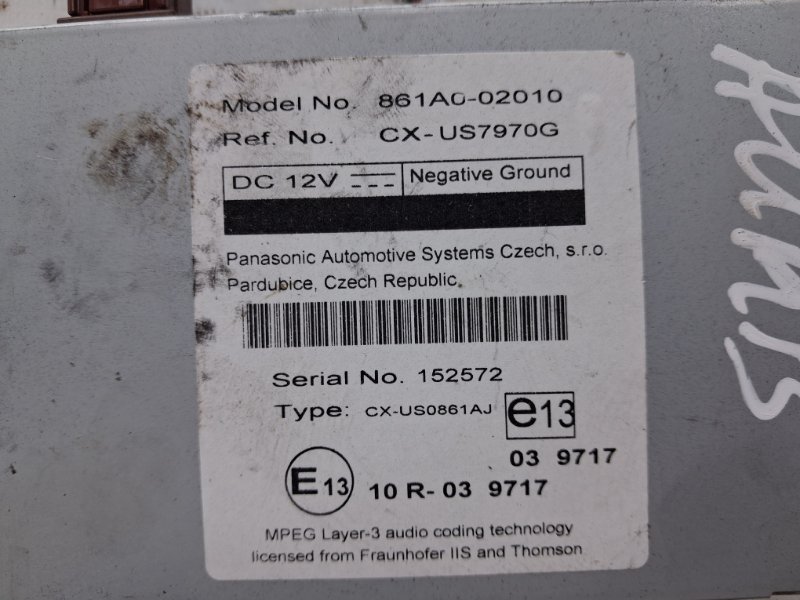 Model No. 861A0-02010
Ref. No. CX-US7970G
DC 12V
Negative Ground
Panasonic Automotive Systems Czech, s.r.o.
Pardubice, Czech Republic.
Serial No. 152572
Type: CX-US0861AJ e13
03 9717
E13 10 R-03 9717
MPEG Layer-3 audio coding technology
licensed from Fraunhofer IIS and Thomson